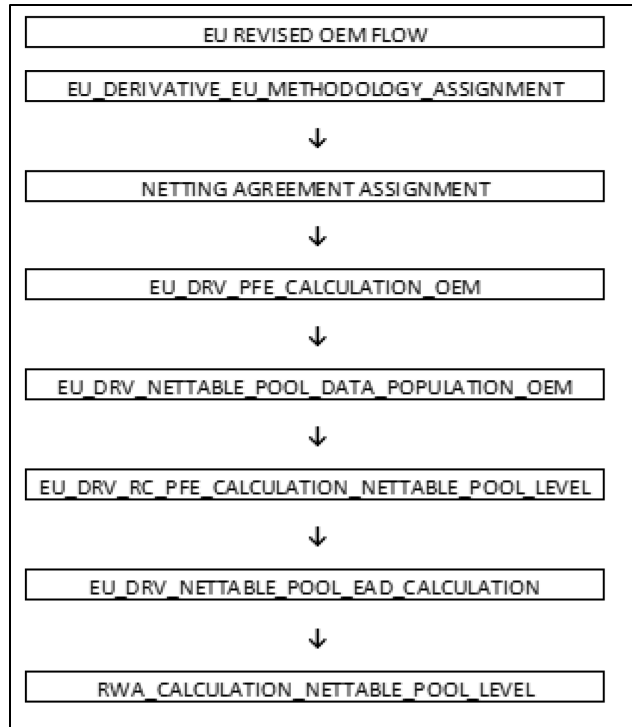 EU REVISED OEM FLOW
EU_DERIVATIVE_EU_METHODOLOGY_ASSIGNMENT
NETTING AGREEMENT ASSIGNMENT
EU_DRV_PFE_CALCULATION_OEM
EU_DRV_NETTABLE_POOL_DATA_POPULATION_OEM
EU_DRV_RC_PFE_CALCULATION_NETTABLE_POOL_LEVEL
EU_DRV_NETTABLE_POOL_EAD_CALCULATION
RWA_CALCULATION_NETTABLE_POOL_LEVEL